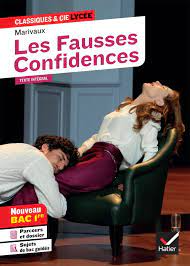 CLASSIQUES & CIE LYCÉE
Marivaux
Les Fausses
Confidences
TEXTE INTÉGRAL
Nouveau
BAC 1re
Parcours et dossier
Sujets
de bac guidés
Hatier